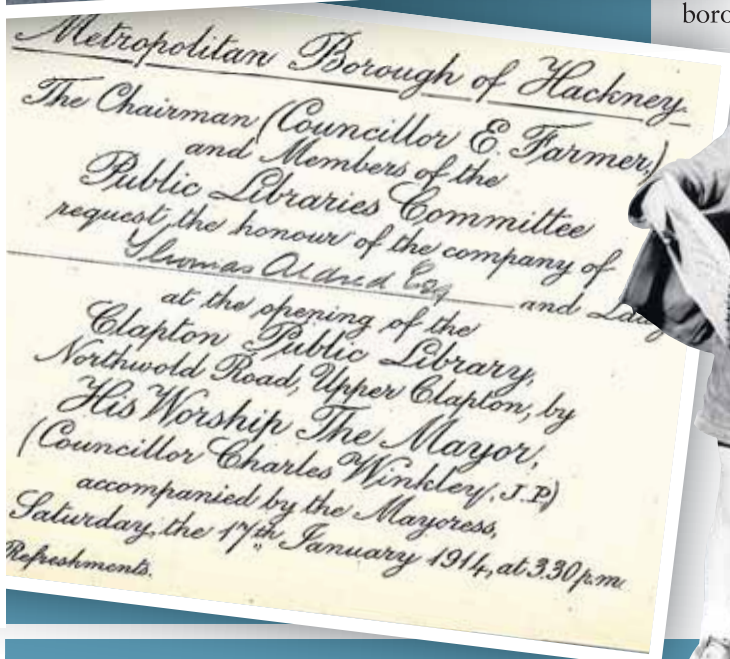 boro
Metropolitan Borough of Hackney.
The Chairman (Councillor E. Farmer,)
and Members of the
Public Libraries Committee
request the honour of the company of
Thomas Aldred Esq and Lady
at the opening of the
Clapton Public Library,
Northwold Road, Upper Clapton, by
His Worship The Mayor,
(Councillor Charles Winkley, J.P.)
accompanied by the Mayoress,
Saturday, the 17th January 1914, at 3.30 p.m.
Refreshments.